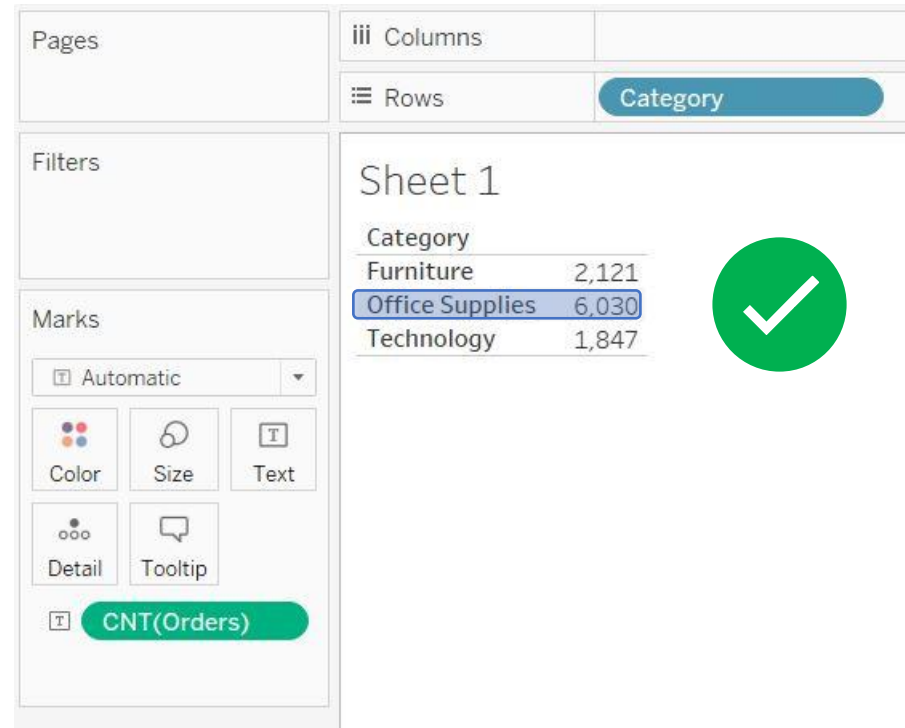 Pages
Columns
Rows
Category
Filters
Sheet 1
Category
Furniture 2,121
Office Supplies 6,030
Technology 1,847
Marks
T Automatic
T
Color Size Text
Detail Tooltip
T CNT(Orders)